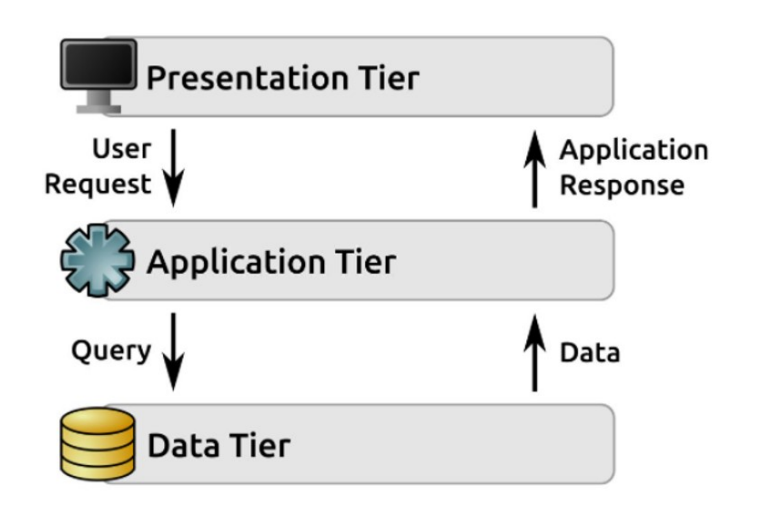 Presentation Tier
User
Request
Application
Response
Application Tier
Query
Data
Data Tier